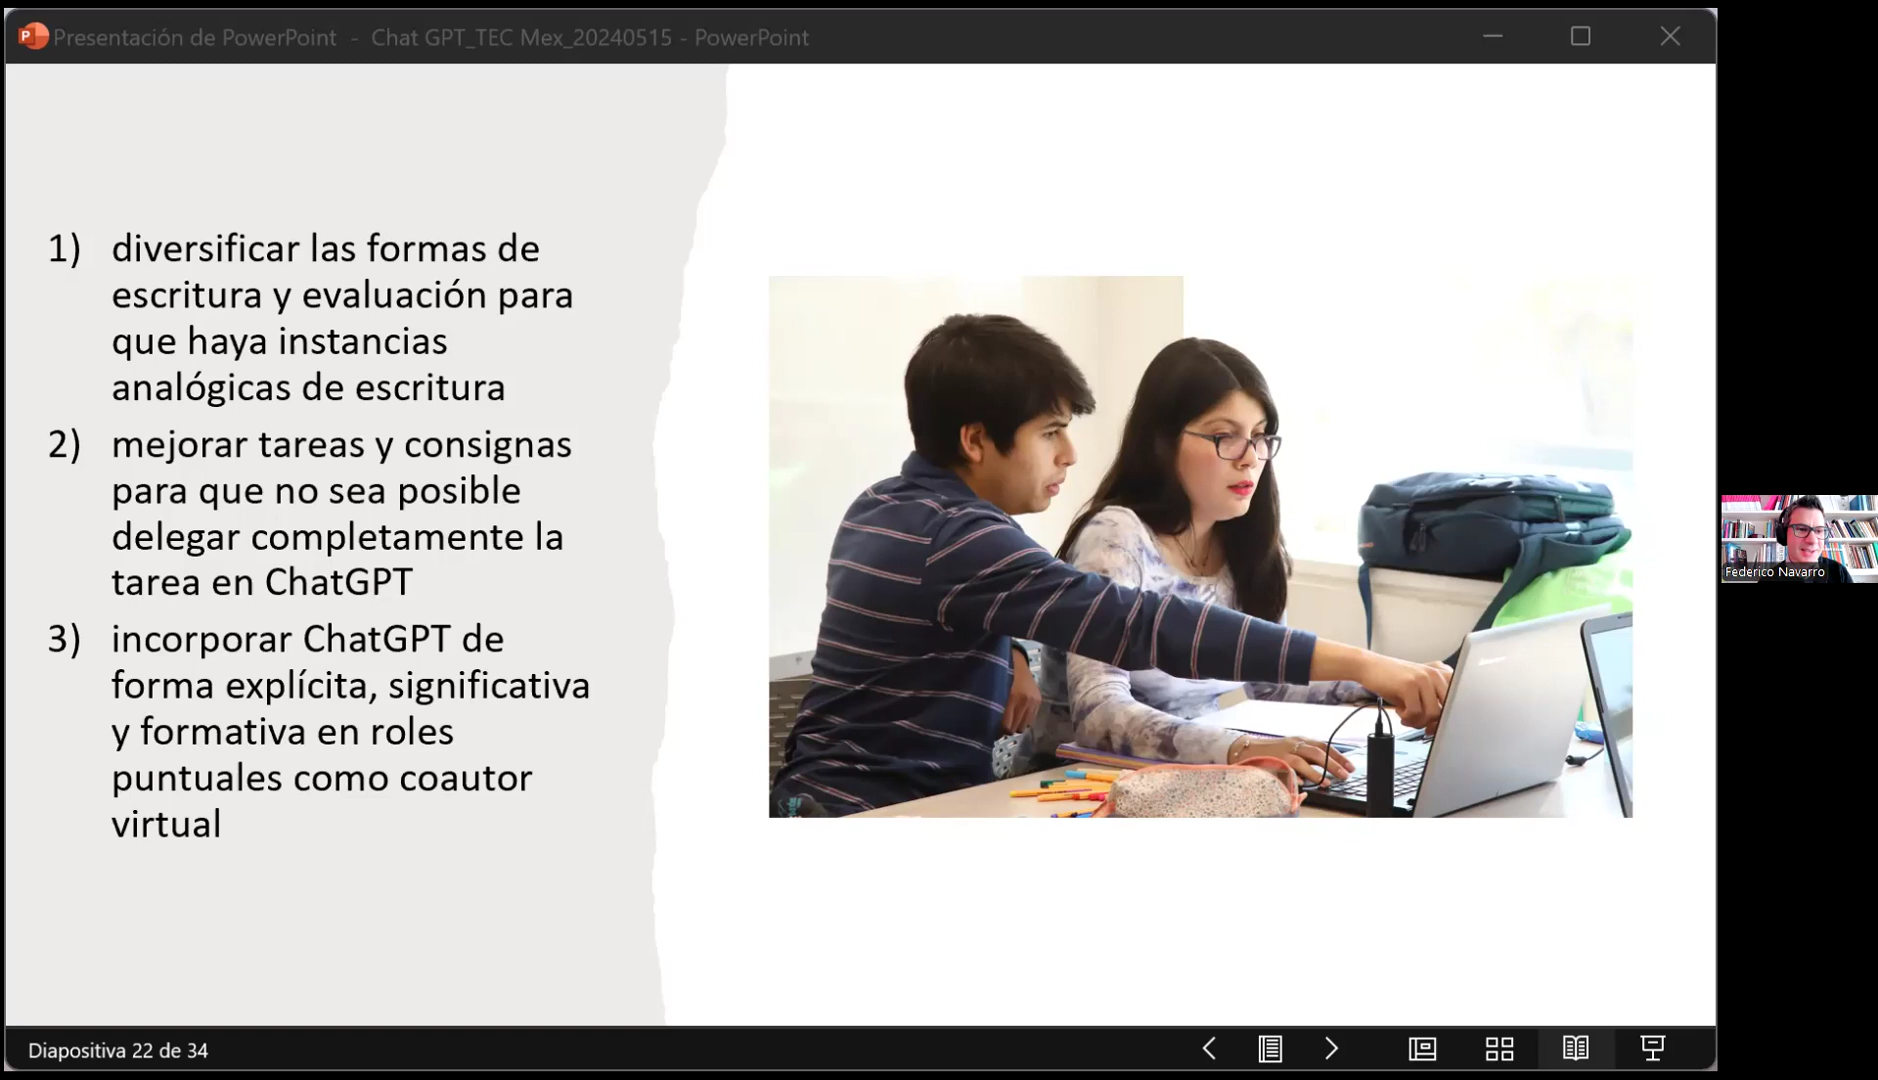 Presentación de PowerPoint - Chat GPT_TEC Mex_20240515 - PowerPoint
1) diversificar las formas de
escritura y evaluación para
que haya instancias
analógicas de escritura
2) mejorar tareas y consignas
para que no sea posible
delegar completamente la
tarea en ChatGPT
3) incorporar ChatGPT de
forma explícita, significativa
y formativa en roles
puntuales como coautor
virtual
Federico Navarro
Diapositiva 22 de 34